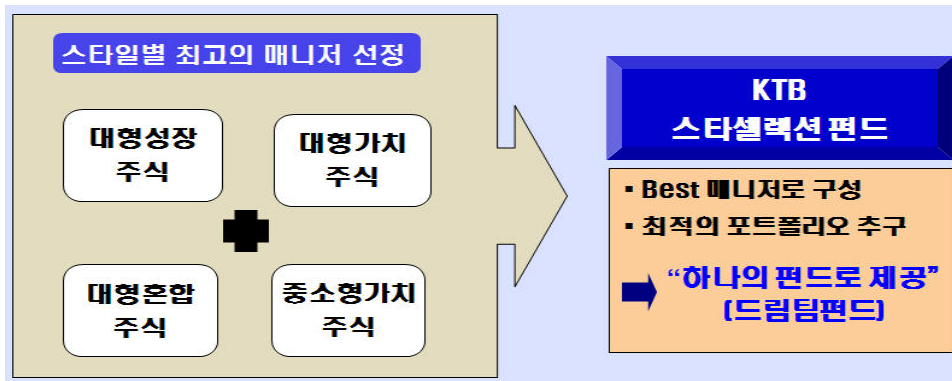 스타일별 최고의 매니저 선정
대형성장
주식
대형가치
주식
대형혼합
주식
중소형가치
주식
KTB
스타셀렉션 펀드
▪ Best 매니저로 구성
▪ 최적의 포트폴리오 추구
“하나의 펀드로 제공”
(드림팀펀드)